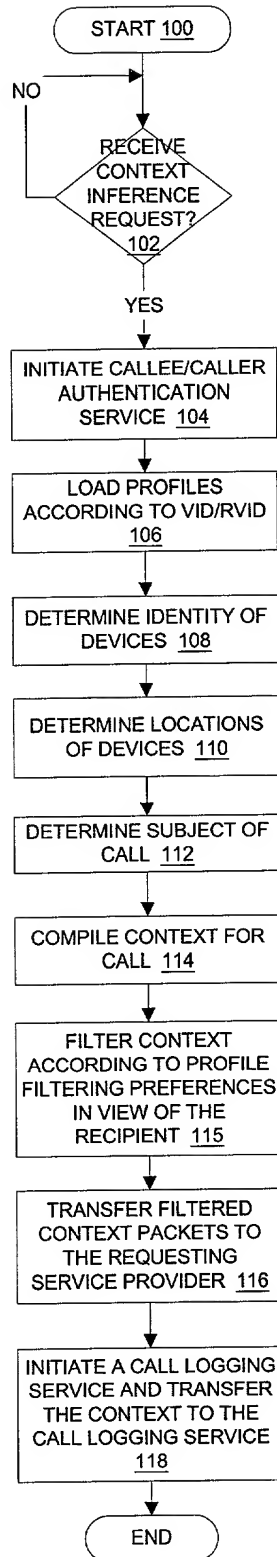 START 100
NO
RECEIVE
CONTEXT
INFERENCE
REQUEST?
102
YES
INITIATE CALLEE/CALLER
AUTHENTICATION
SERVICE 104
LOAD PROFILES
ACCORDING TO VID/RVID
106
DETERMINE IDENTITY OF
DEVICES 108
DETERMINE LOCATIONS
OF DEVICES 110
DETERMINE SUBJECT OF
CALL 112
COMPILE CONTEXT FOR
CALL 114
FILTER CONTEXT
ACCORDING TO PROFILE
FILTERING PREFERENCES
IN VIEW OF THE
RECIPIENT 115
TRANSFER FILTERED
CONTEXT PACKETS TO
THE REQUESTING
SERVICE PROVIDER 116
INITIATE A CALL LOGGING
SERVICE AND TRANSFER
THE CONTEXT TO THE
CALL LOGGING SERVICE
118
END